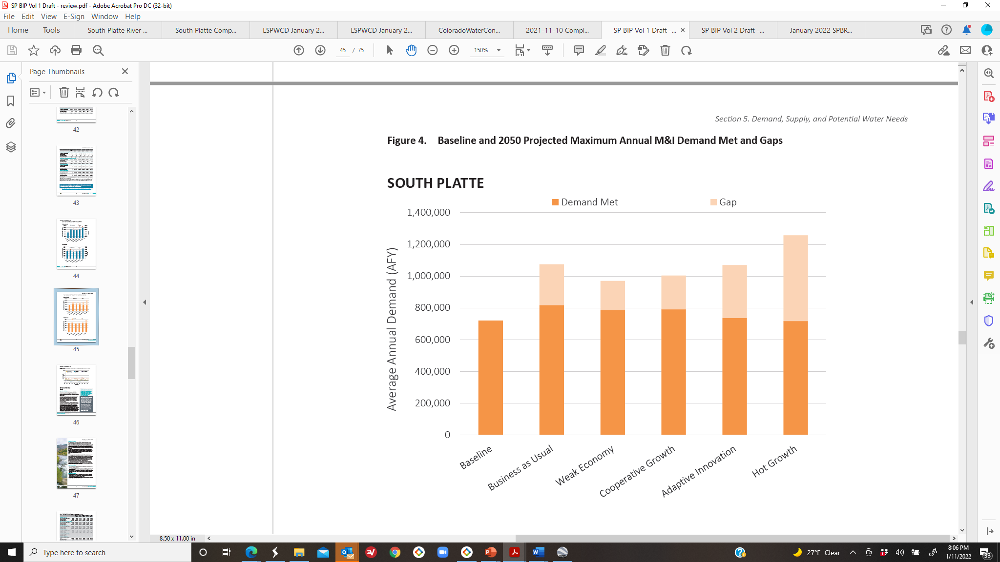 SP BIP Vol 1 Draft - review.pdf - Adobe Acrobat Pro DC (32-bit)
File Edit View E-Sign Window Help
Home Tools South Platte River ... South Platte Comp... LSPWCD January 2... LSPWCD January 2... ColoradoWaterCon... 2021-11-10 Compl... SP BIP Vol 1 Draft -... × SP BIP Vol 2 Draft -... January 2022 SPBR...
45 / 75 150%
Page Thumbnails
42
43
44
45
46
47
Section 5. Demand, Supply, and Potential Water Needs
Figure 4. Baseline and 2050 Projected Maximum Annual M&I Demand Met and Gaps
SOUTH PLATTE
Demand Met Gap
Average Annual Demand (AFY)
1,400,000
1,200,000
1,000,000
800,000
600,000
400,000
200,000
0
Baseline
Business as Usual
Weak Economy
Cooperative Growth
Adaptive Innovation
Hot Growth
8.50 x 11.00 in
Type here to search
27°F Clear
8:06 PM
1/11/2022
33